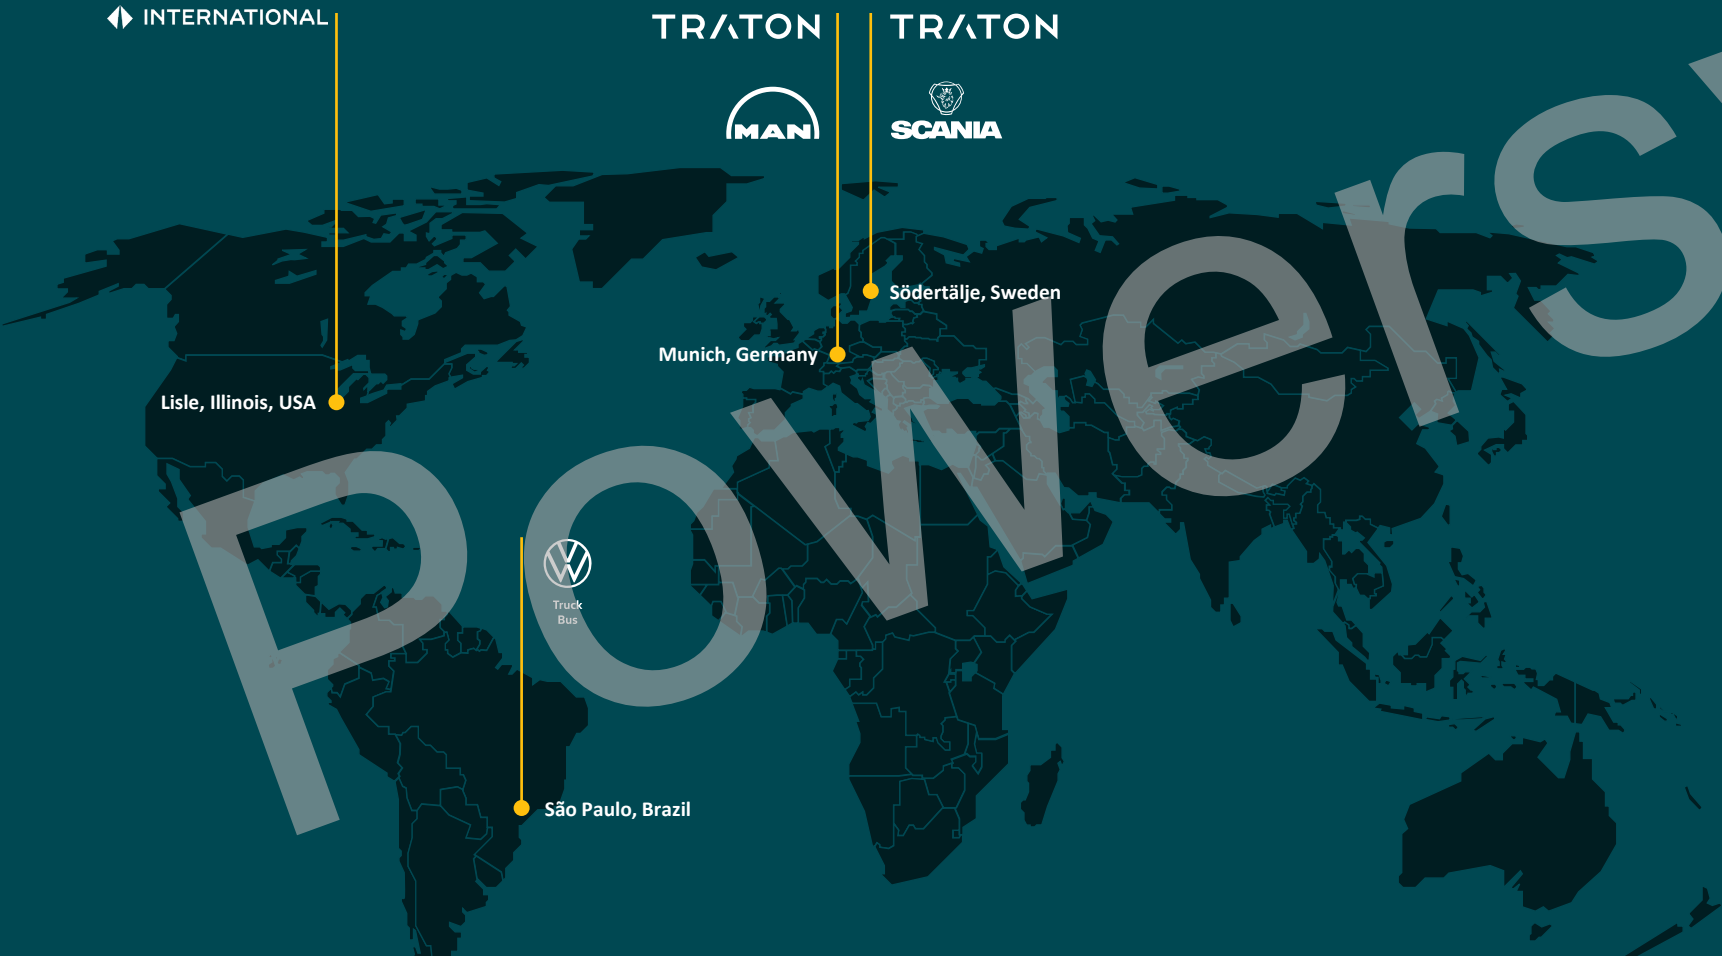 INTERNATIONAL
TRATON
TRATON
MAN
SCANIA
Södertälje, Sweden
Munich, Germany
Lisle, Illinois, USA
Truck
Bus
São Paulo, Brazil
Powers